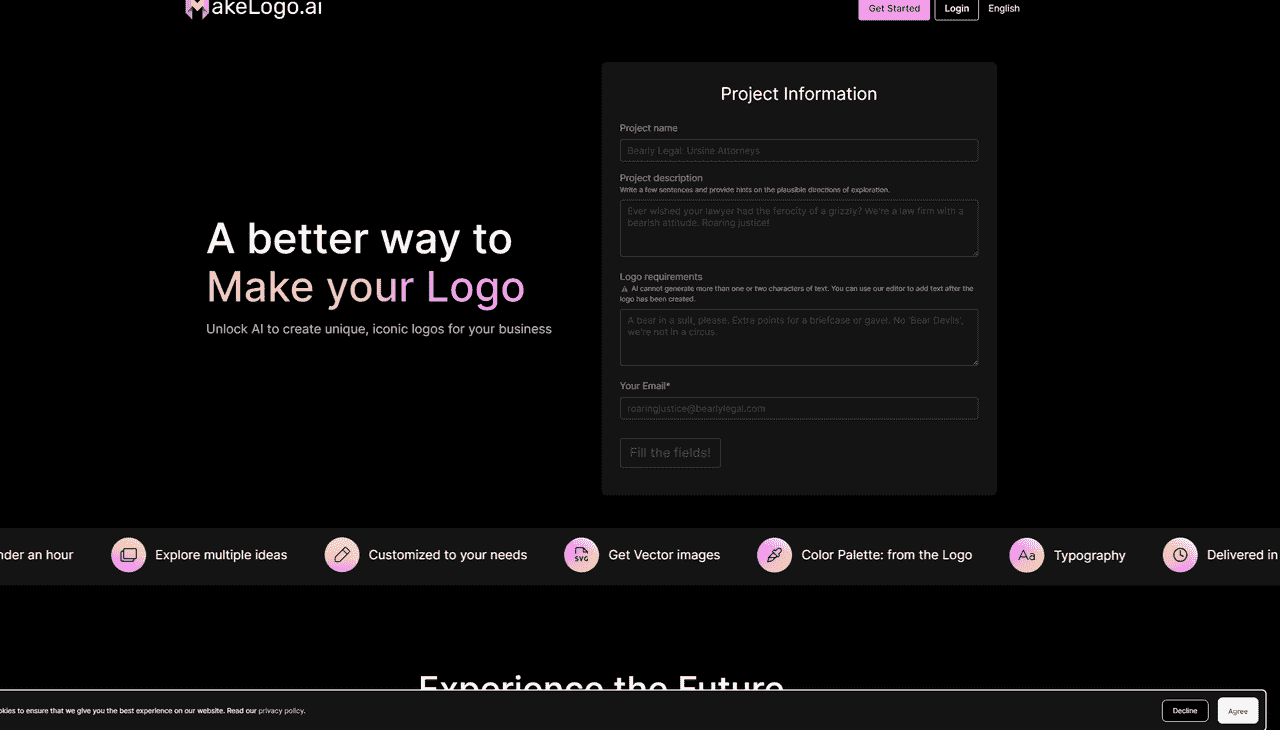 MakeLogo.ai
Get Started
Login
English
Project Information
Project name
Bearly Legal: Ursine Attorneys
Project description
Write a few sentences and provide hints on the plausible directions of exploration.
Ever wished your lawyer had the ferocity of a grizzly? We're a law firm with a
bearish attitude. Roaring justice!
A better way to
Make your Logo
Unlock AI to create unique, iconic logos for your business
Logo requirements
⚠ AI cannot generate more than one or two characters of text. You can use our editor to add text after the
logo has been created.
A bear in a suit, please. Extra points for a briefcase or gavel. No 'Bear Devils',
we're not in a circus.
Your Email*
roaringjustice@bearlylegal.com
Fill the fields!
nder an hour
Explore multiple ideas
Customized to your needs
SVG
Get Vector images
Color Palette: from the Logo
Aa
Typography
Delivered in
Experience the Future
okies to ensure that we give you the best experience on our website. Read our privacy policy.
Decline
Agree